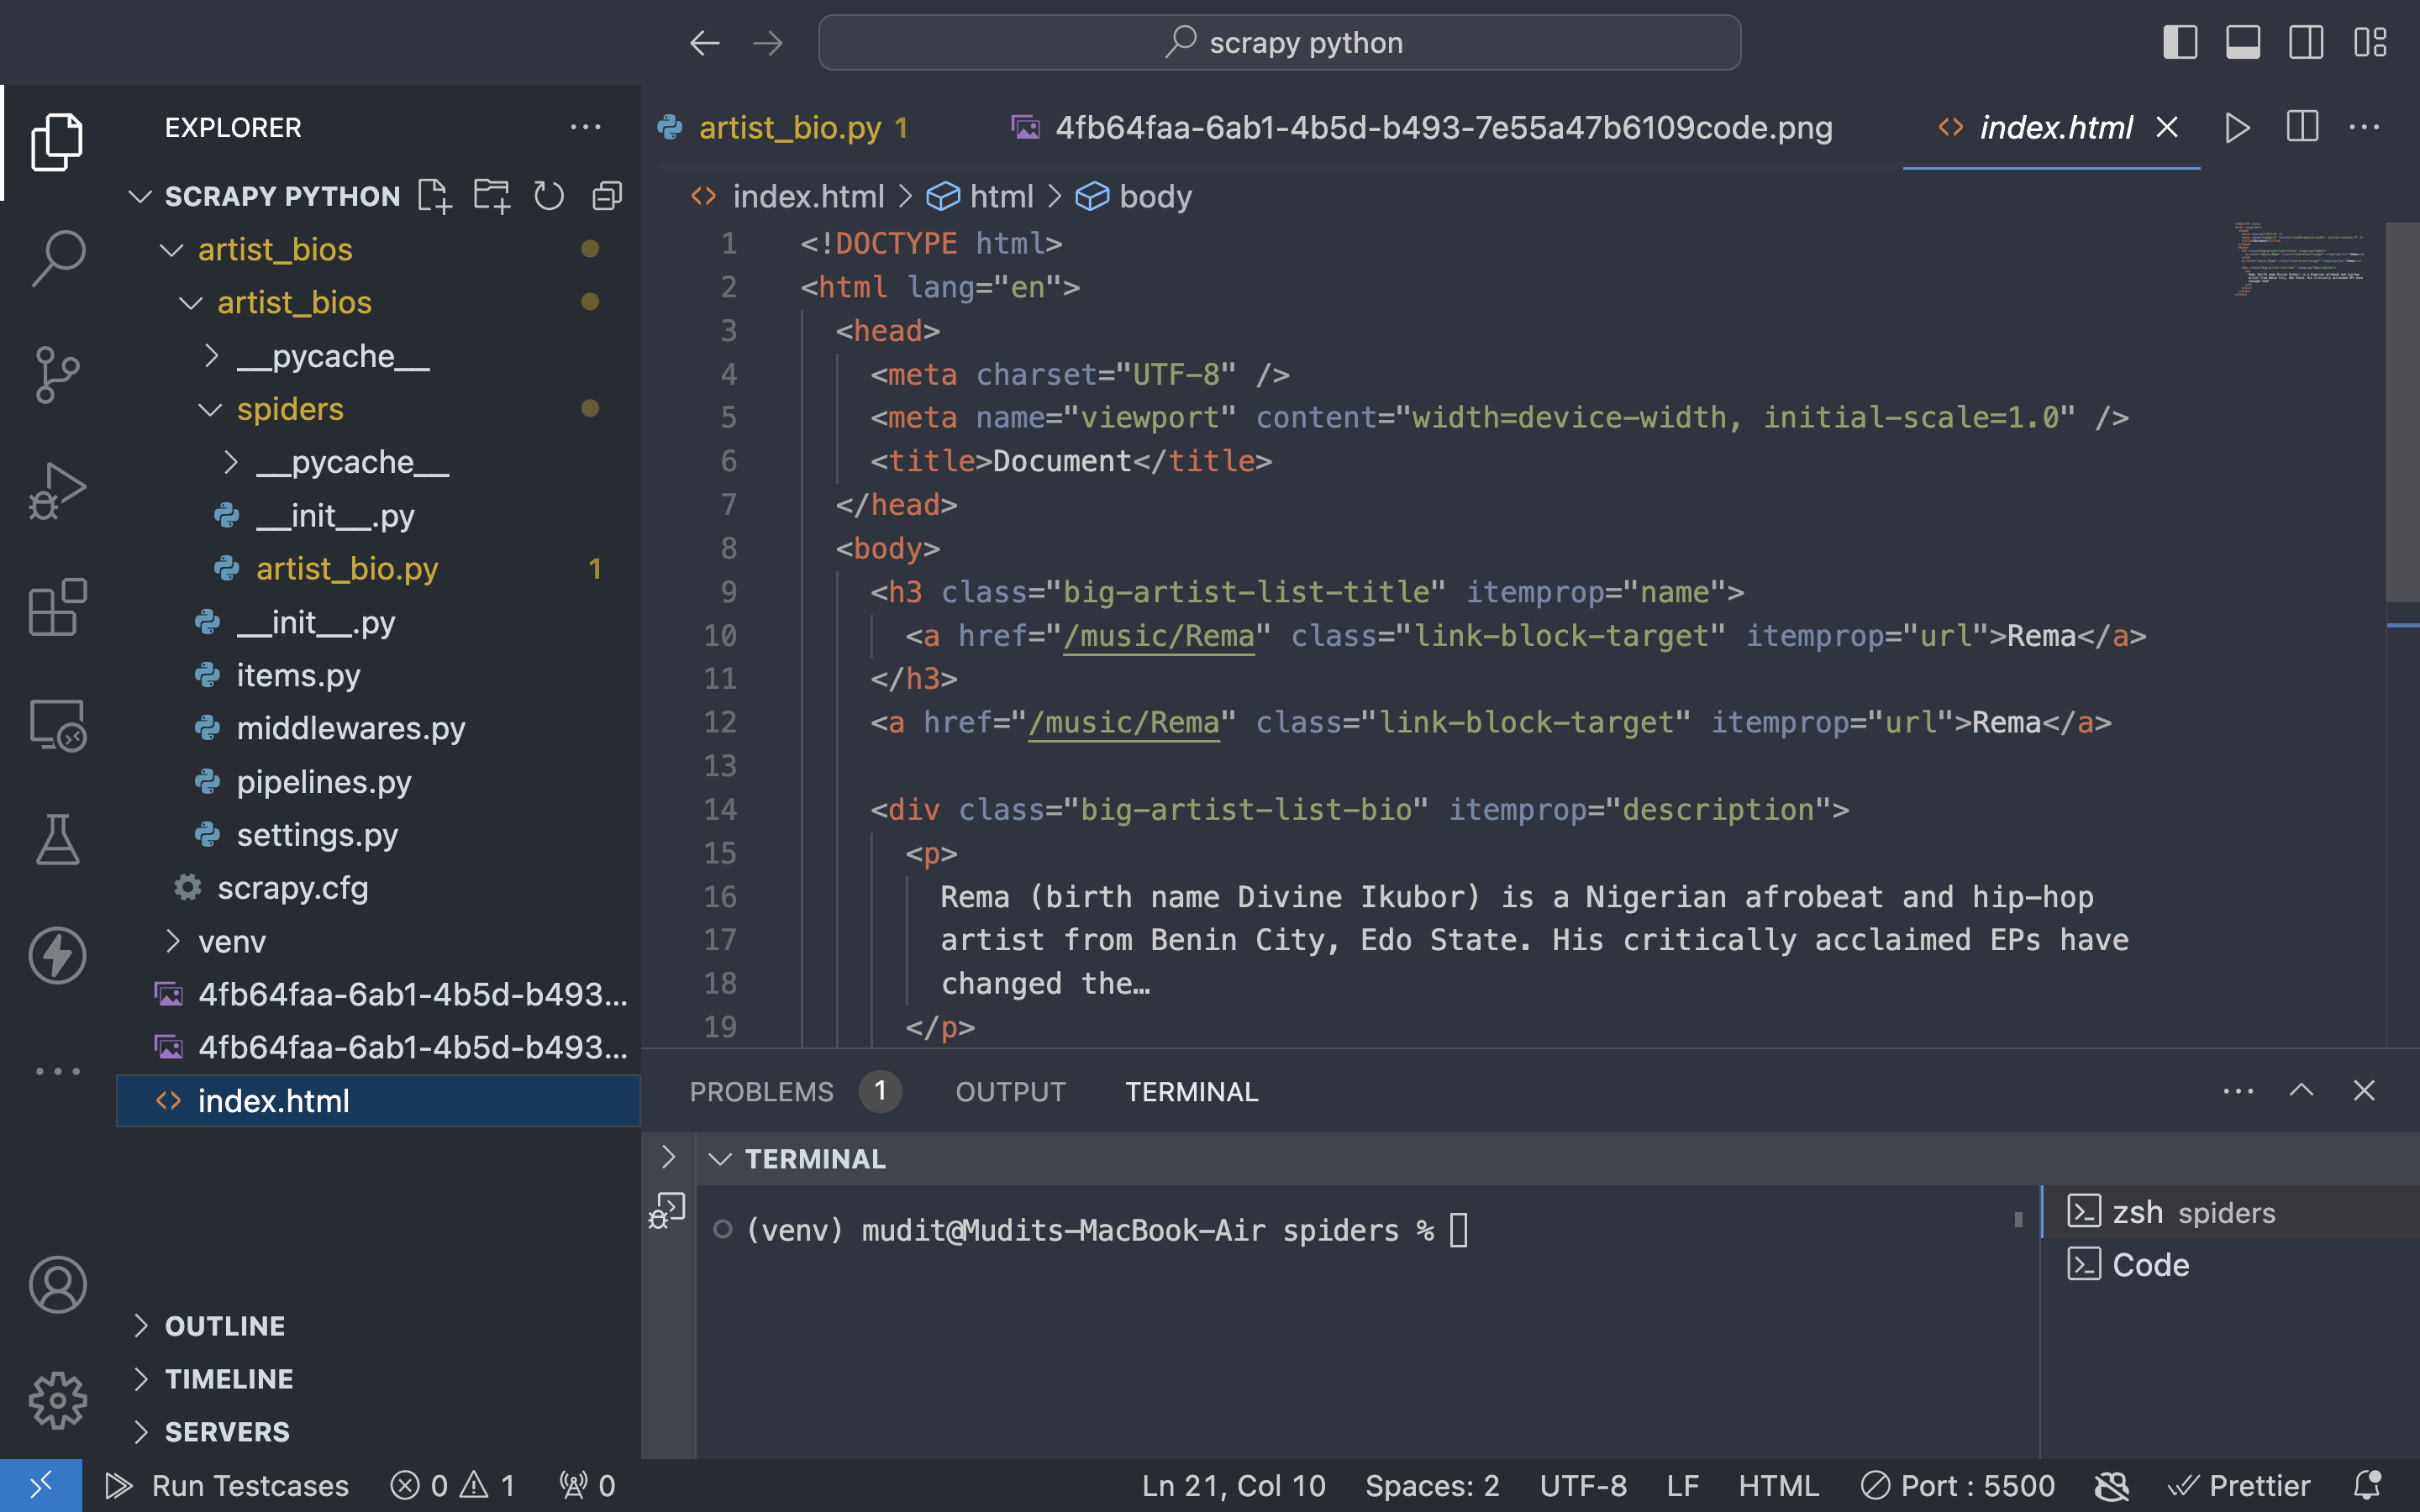 scrapy python
EXPLORER
SCRAPY PYTHON
artist_bios
artist_bios
__pycache__
spiders
__pycache__
__init__.py
artist_bio.py 1
__init__.py
items.py
middlewares.py
pipelines.py
settings.py
scrapy.cfg
venv
4fb64faa-6ab1-4b5d-b493...
4fb64faa-6ab1-4b5d-b493...
index.html
OUTLINE
TIMELINE
SERVERS
artist_bio.py 1 4fb64faa-6ab1-4b5d-b493-7e55a47b6109code.png index.html
index.html > html > body
1 <!DOCTYPE html>
2 <html lang="en">
3 <head>
4 <meta charset="UTF-8" />
5 <meta name="viewport" content="width=device-width, initial-scale=1.0" />
6 <title>Document</title>
7 </head>
8 <body>
9 <h3 class="big-artist-list-title" itemprop="name">
10 <a href="/music/Rema" class="link-block-target" itemprop="url">Rema</a>
11 </h3>
12 <a href="/music/Rema" class="link-block-target" itemprop="url">Rema</a>
13
14 <div class="big-artist-list-bio" itemprop="description">
15 <p>
16 Rema (birth name Divine Ikubor) is a Nigerian afrobeat and hip-hop
17 artist from Benin City, Edo State. His critically acclaimed EPs have
18 changed the…
19 </p>
PROBLEMS 1 OUTPUT TERMINAL
TERMINAL
(venv) mudit@Mudits-MacBook-Air spiders %
zsh spiders
Code
Run Testcases 0 1 0 Ln 21, Col 10 Spaces: 2 UTF-8 LF HTML Port : 5500 Prettier